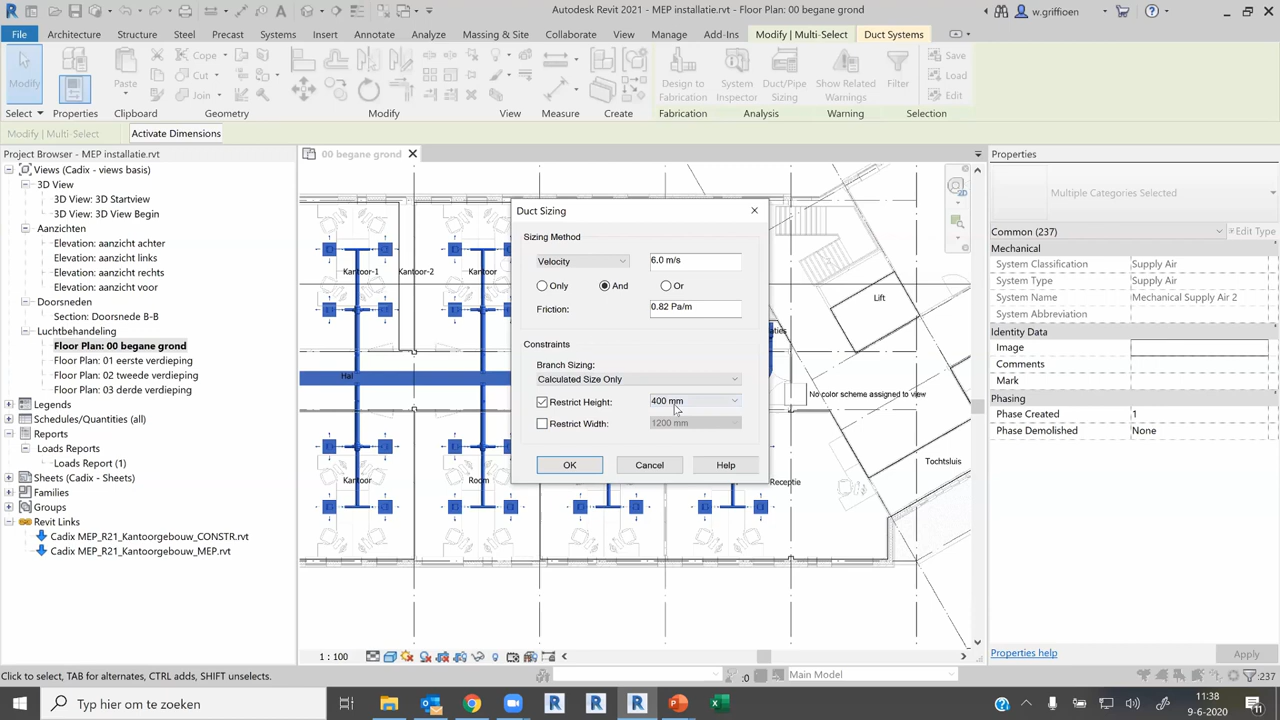 Autodesk Revit 2021 - MEP installatie.rvt - Floor Plan: 00 begane grond
w.griffioen
File Architecture Structure Steel Precast Systems Insert Annotate Analyze Massing & Site Collaborate View Manage Add-Ins Modify | Multi-Select Duct Systems
Modify
Properties
Paste
Cope
Cut
Join
Design to Fabrication
System Inspector
Duct/Pipe Sizing
Show Related Warnings
Filter
Save
Load
Edit
Select Properties Clipboard Geometry Modify View Measure Create Fabrication Analysis Warning Selection
Modify | Multi-Select Activate Dimensions
Project Browser - MEP installatie.rvt
Views (Cadix - views basis)
3D View
3D View: 3D Startview
3D View: 3D View Begin
Aanzichten
Elevation: aanzicht achter
Elevation: aanzicht links
Elevation: aanzicht rechts
Elevation: aanzicht voor
Doorsneden
Section: Doorsnede B-B
Luchtbehandeling
Floor Plan: 00 begane grond
Floor Plan: 01 eerste verdieping
Floor Plan: 02 tweede verdieping
Floor Plan: 03 derde verdieping
Legends
Schedules/Quantities (all)
Reports
Loads Reports
Loads Report (1)
Sheets (Cadix - Sheets)
Families
Groups
Revit Links
Cadix MEP_R21_Kantoorgebouw_CONSTR.rvt
Cadix MEP_R21_Kantoorgebouw_MEP.rvt
00 begane grond
Kantoor-1 Kantoor-2 Kantoor
Hal
Kantoor Room
Receptie
Lift
No color scheme assigned to view
Tochtsluis
Duct Sizing
Sizing Method
Velocity 6.0 m/s
Only And Or
Friction: 0.82 Pa/m
Constraints
Branch Sizing:
Calculated Size Only
Restrict Height: 400 mm
Restrict Width: 1200 mm
OK Cancel Help
2D
Properties
Multiple Categories Selected
Common (237) Edit Type
Mechanical
System Classification Supply Air
System Type Supply Air
System Name Mechanical Supply Air 2
System Abbreviation
Identity Data
Image
Comments
Mark
Phasing
Phase Created 1
Phase Demolished None
Properties help Apply
1 : 100
Click to select, TAB for alternates, CTRL adds, SHIFT unselects.
:0 Main Model :237
Typ hier om te zoeken
11:38
9-6-2020